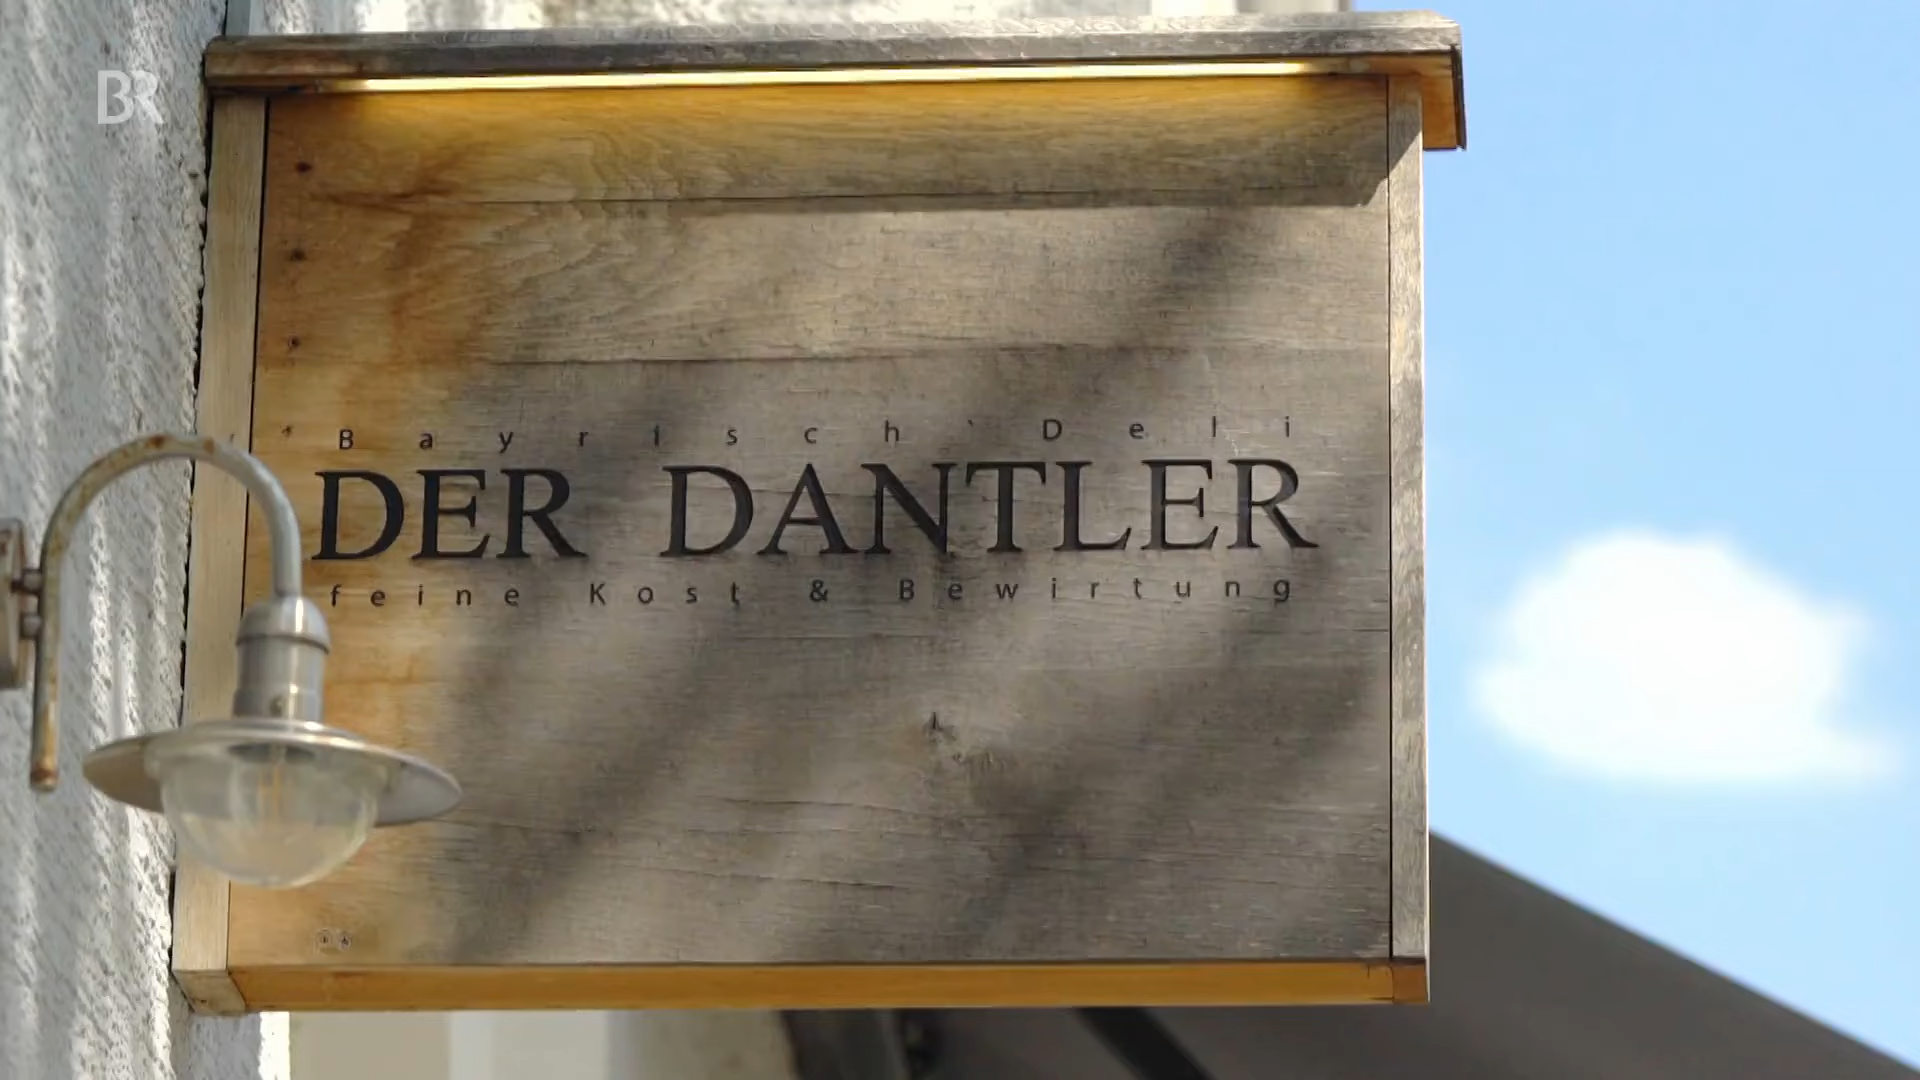 BR
'Bayrisch' Deli
DER DANTLER
feine Kost & Bewirtung